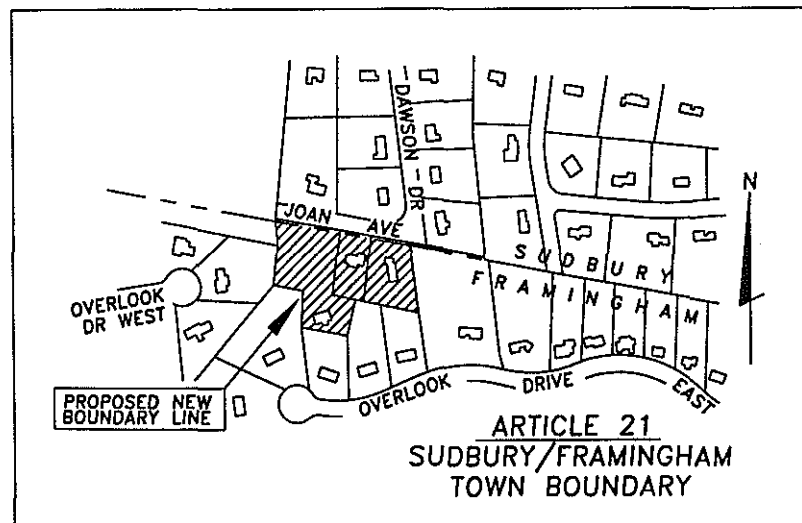 DAWSON DR
N
JOAN AVE
SUDBURY
FRAMINGHAM
OVERLOOK
DR WEST
PROPOSED NEW
BOUNDARY LINE
OVERLOOK DRIVE EAST
ARTICLE 21
SUDBURY/FRAMINGHAM
TOWN BOUNDARY